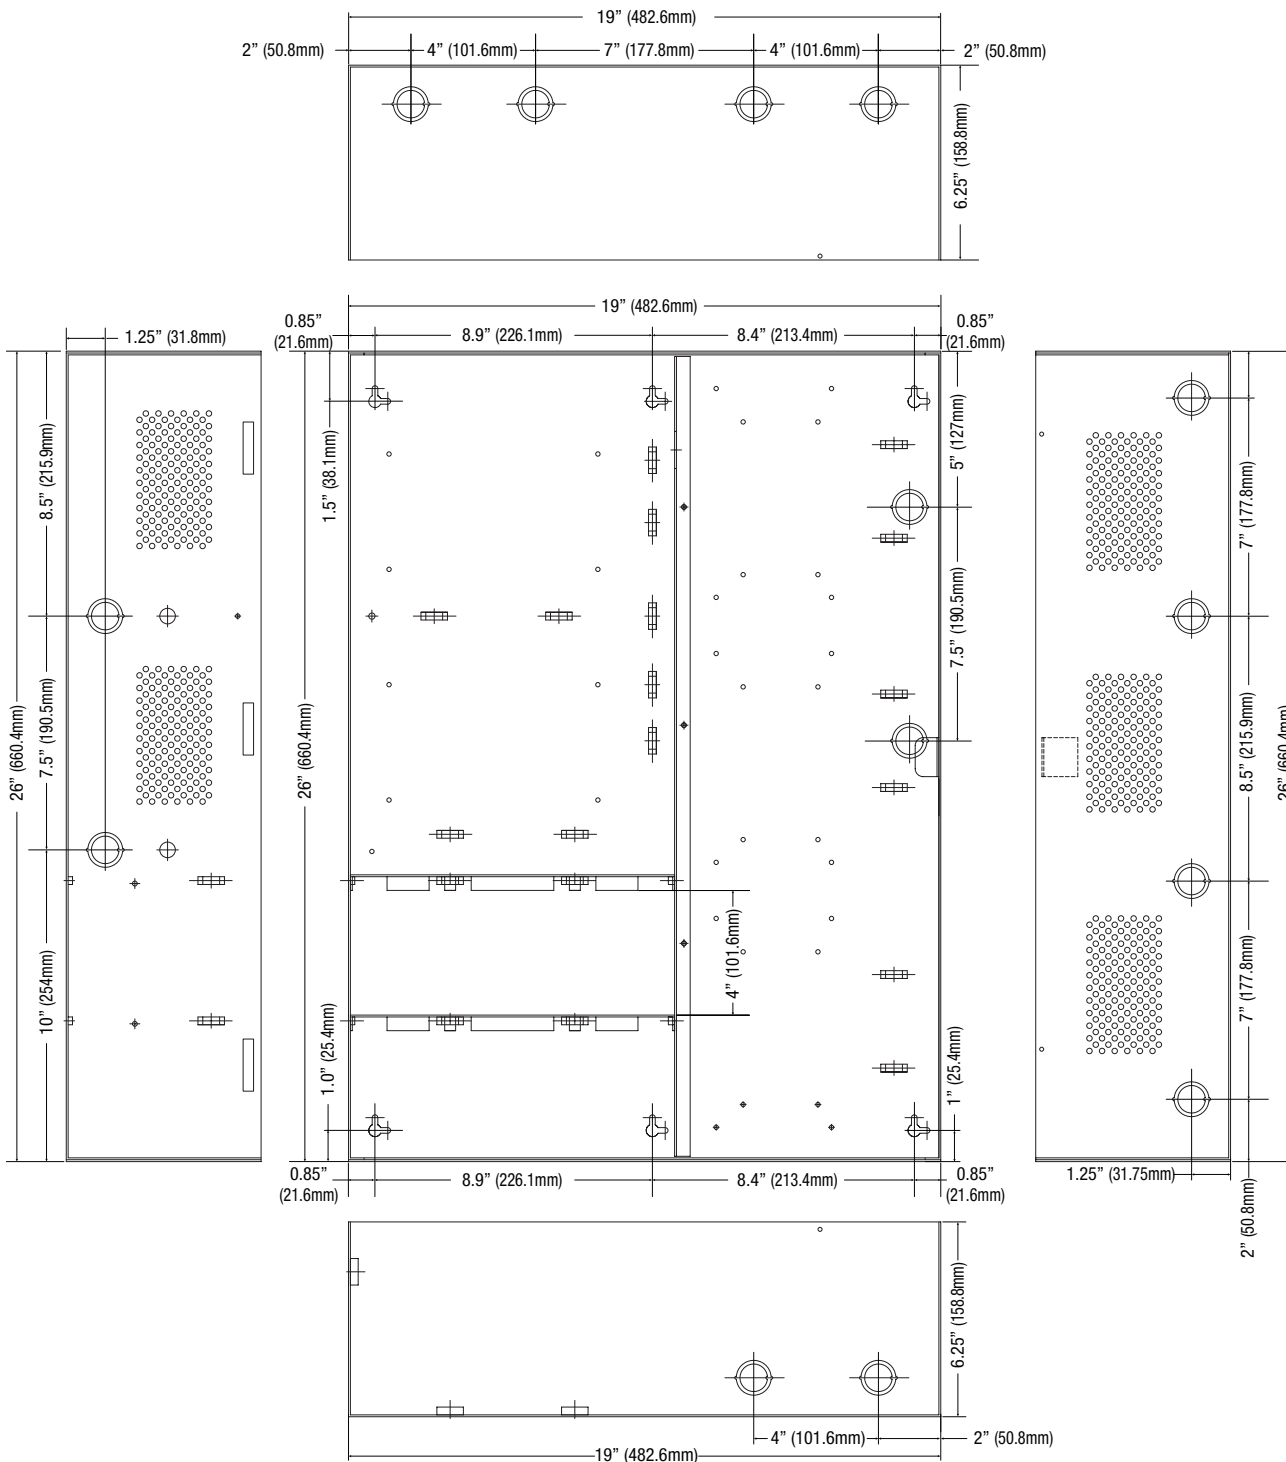 19” (482.6mm)
2” (50.8mm)
4” (101.6mm)
7” (177.8mm)
4” (101.6mm)
2” (50.8mm)
6.25” (158.8mm)
19” (482.6mm)
0.85”
(21.6mm)
8.9” (226.1mm)
8.4” (213.4mm)
0.85”
(21.6mm)
1.25” (31.8mm)
26” (660.4mm)
8.5” (215.9mm)
7.5” (190.5mm)
10” (254mm)
26” (660.4mm)
1.5” (38.1mm)
1.0” (25.4mm)
4” (101.6mm)
5” (127mm)
7.5” (190.5mm)
1” (25.4mm)
7” (177.8mm)
8.5” (215.9mm)
7” (177.8mm)
26” (660.4mm)
1.25” (31.75mm)
2” (50.8mm)
0.85”
(21.6mm)
8.9” (226.1mm)
8.4” (213.4mm)
0.85”
(21.6mm)
6.25” (158.8mm)
4” (101.6mm)
2” (50.8mm)
19” (482.6mm)